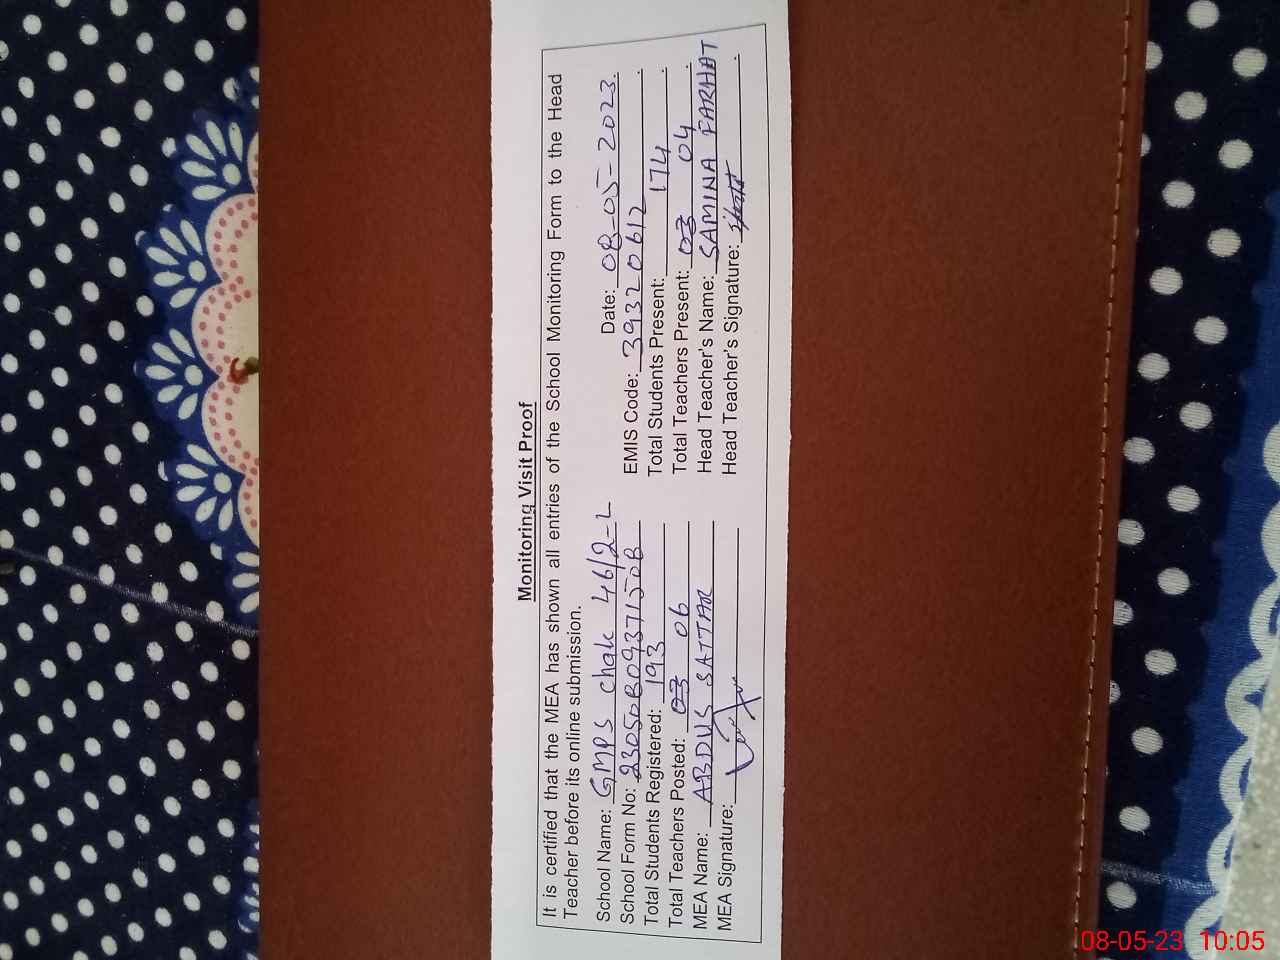 Monitoring Visit Proof
It is certified that the MEA has shown all entries of the School Monitoring Form to the Head
Teacher before its online submission.
School Name: GMPS chak 46/2-L Date: 08-05-2023.
School Form No: 23050B093715OB EMIS Code: 39320612
Total Students Registered: 193 Total Students Present: 174
Total Teachers Posted: 03 06 Total Teachers Present: 03 04
MEA Name: ABDUS SATTAR Head Teacher's Name: SAMINA FARHAT
MEA Signature: Head Teacher's Signature:
08-05-23 10:05